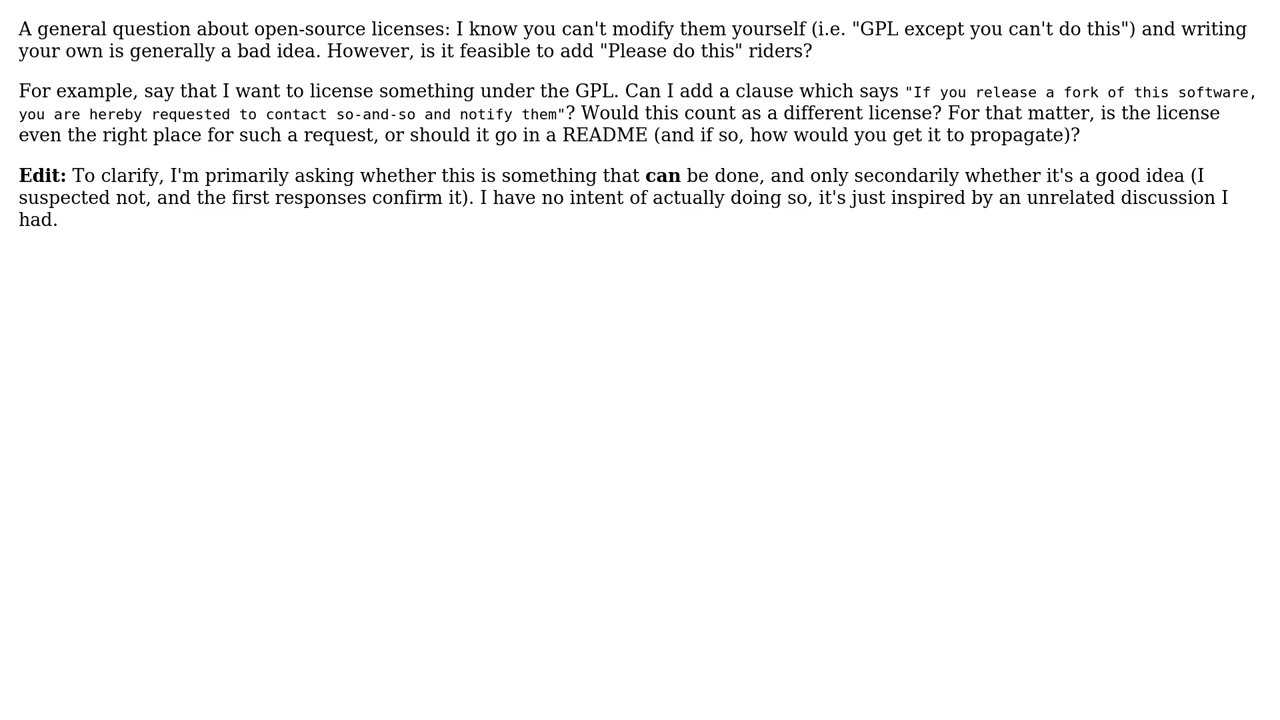 A general question about open-source licenses: I know you can't modify them yourself (i.e. "GPL except you can't do this") and writing
your own is generally a bad idea. However, is it feasible to add "Please do this" riders?
For example, say that I want to license something under the GPL. Can I add a clause which says "If you release a fork of this software,
you are hereby requested to contact so-and-so and notify them"? Would this count as a different license? For that matter, is the license
even the right place for such a request, or should it go in a README (and if so, how would you get it to propagate)?
Edit: To clarify, I'm primarily asking whether this is something that can be done, and only secondarily whether it's a good idea (I
suspected not, and the first responses confirm it). I have no intent of actually doing so, it's just inspired by an unrelated discussion I
had.